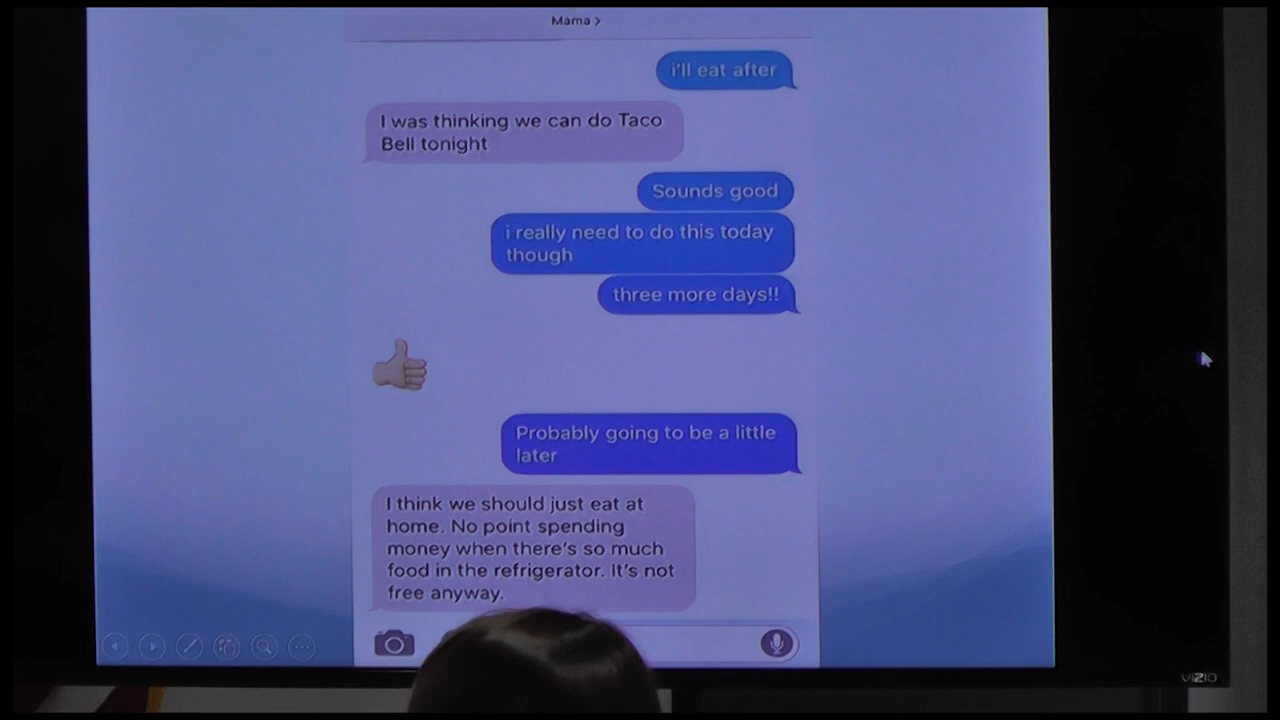 Mama >
i'll eat after
I was thinking we can do Taco
Bell tonight
Sounds good
i really need to do this today
though
three more days!!
Probably going to be a little
later
I think we should just eat at
home. No point spending
money when there's so much
food in the refrigerator. It's not
free anyway.
VIZIO